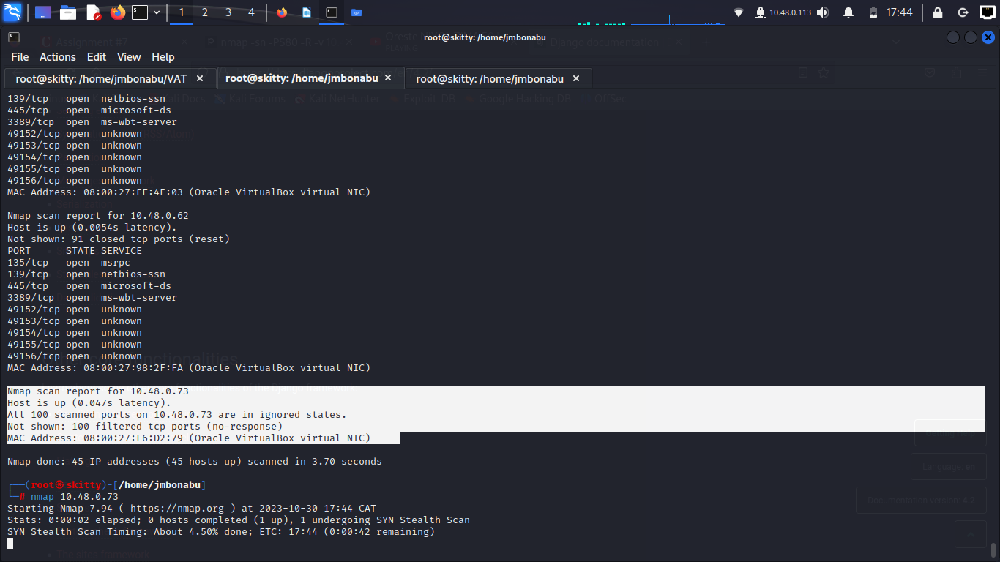 1 2 3 4 10.48.0.113 17:44
root@skitty: /home/jmbonabu
File Actions Edit View Help
root@skitty: /home/jmbonabu/VAT × root@skitty: /home/jmbonabu × root@skitty: /home/jmbonabu ×
139/tcp   open  netbios-ssn
445/tcp   open  microsoft-ds
3389/tcp  open  ms-wbt-server
49152/tcp open  unknown
49153/tcp open  unknown
49154/tcp open  unknown
49155/tcp open  unknown
49156/tcp open  unknown
MAC Address: 08:00:27:EF:4E:03 (Oracle VirtualBox virtual NIC)
Nmap scan report for 10.48.0.62
Host is up (0.0054s latency).
Not shown: 91 closed tcp ports (reset)
PORT      STATE SERVICE
135/tcp   open  msrpc
139/tcp   open  netbios-ssn
445/tcp   open  microsoft-ds
3389/tcp  open  ms-wbt-server
49152/tcp open  unknown
49153/tcp open  unknown
49154/tcp open  unknown
49155/tcp open  unknown
49156/tcp open  unknown
MAC Address: 08:00:27:98:2F:FA (Oracle VirtualBox virtual NIC)
Nmap scan report for 10.48.0.73
Host is up (0.047s latency).
All 100 scanned ports on 10.48.0.73 are in ignored states.
Not shown: 100 filtered tcp ports (no-response)
MAC Address: 08:00:27:F6:D2:79 (Oracle VirtualBox virtual NIC)
Nmap done: 45 IP addresses (45 hosts up) scanned in 3.70 seconds
┌──(root㉿skitty)-[/home/jmbonabu]
└─# nmap 10.48.0.73
Starting Nmap 7.94 ( https://nmap.org ) at 2023-10-30 17:44 CAT
Stats: 0:00:02 elapsed; 0 hosts completed (1 up), 1 undergoing SYN Stealth Scan
SYN Stealth Scan Timing: About 4.50% done; ETC: 17:44 (0:00:42 remaining)
Language: en
Documentation version: 4.2
The sites framework